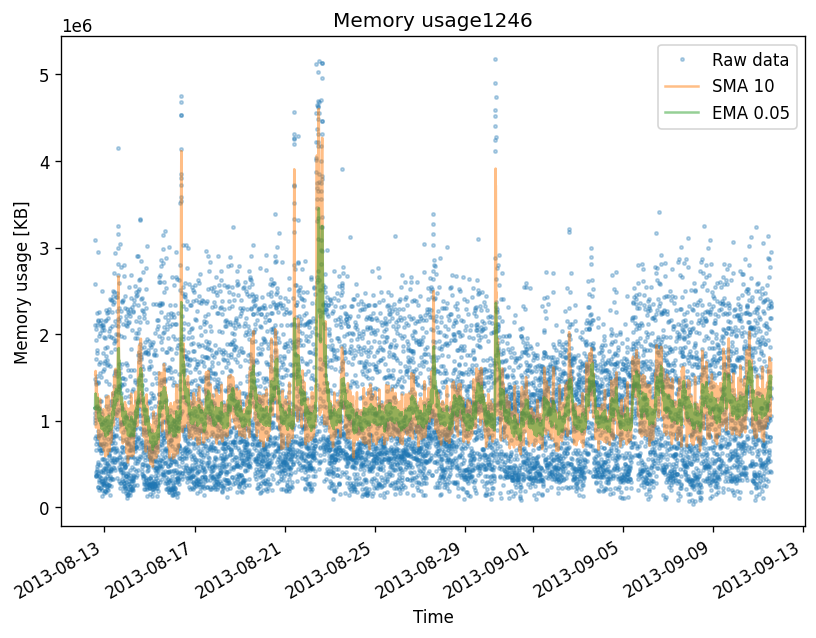 Memory usage1246
1e6
Raw data
SMA 10
EMA 0.05
5
4
3
2
1
0
Memory usage [KB]
2013-08-13
2013-08-17
2013-08-21
2013-08-25
2013-08-29
2013-09-01
2013-09-05
2013-09-09
2013-09-13
Time